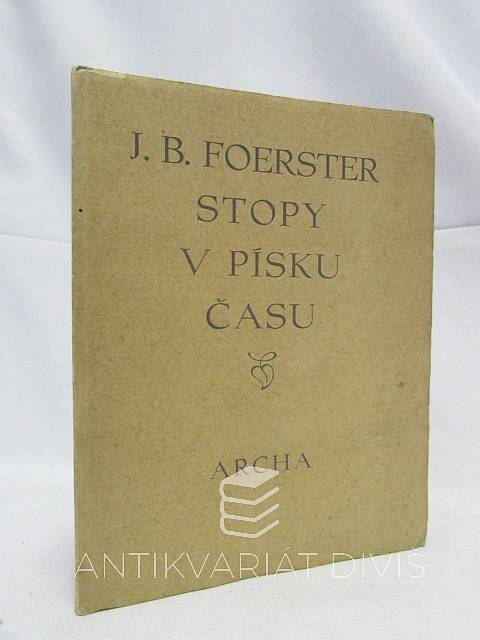 J. B. FOERSTER
STOPY
V PÍSKU
ČASU
ARCHA
ANTIKVARIÁT DIVIŠ